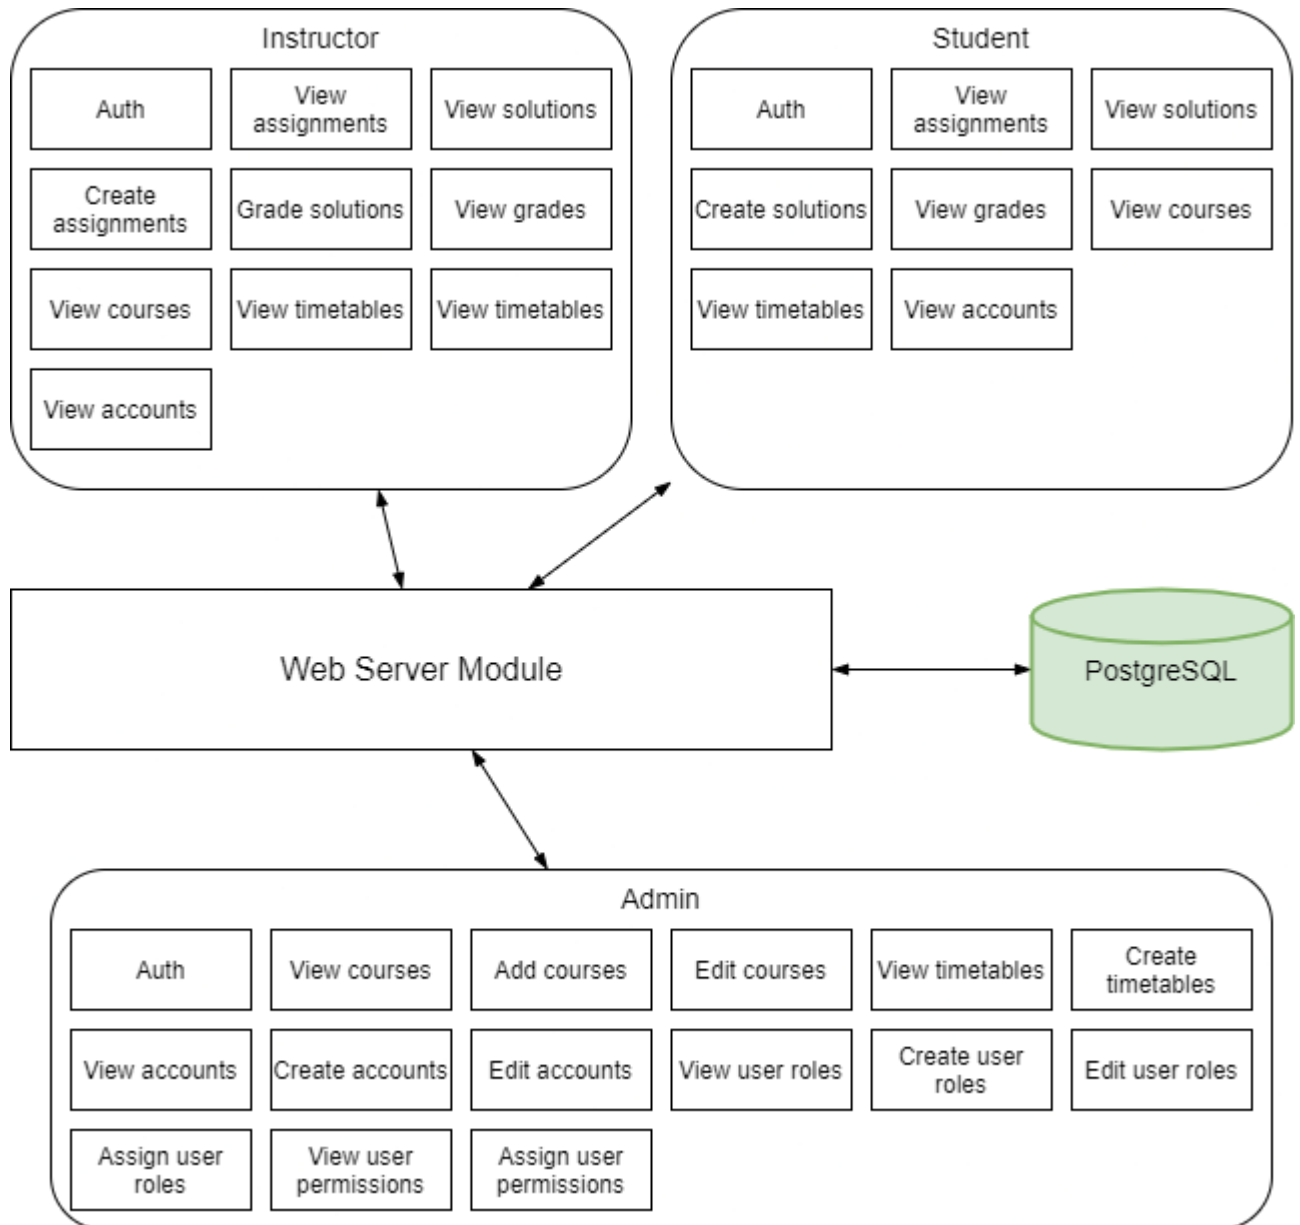 Instructor
Auth
View
assignments
View solutions
Create
assignments
Grade solutions
View grades
View courses
View timetables
View timetables
View accounts
Student
Auth
View
assignments
View solutions
Create solutions
View grades
View courses
View timetables
View accounts
Web Server Module
PostgreSQL
Admin
Auth
View courses
Add courses
Edit courses
View timetables
Create
timetables
View accounts
Create accounts
Edit accounts
View user roles
Create user
roles
Edit user roles
Assign user
roles
View user
permissions
Assign user
permissions